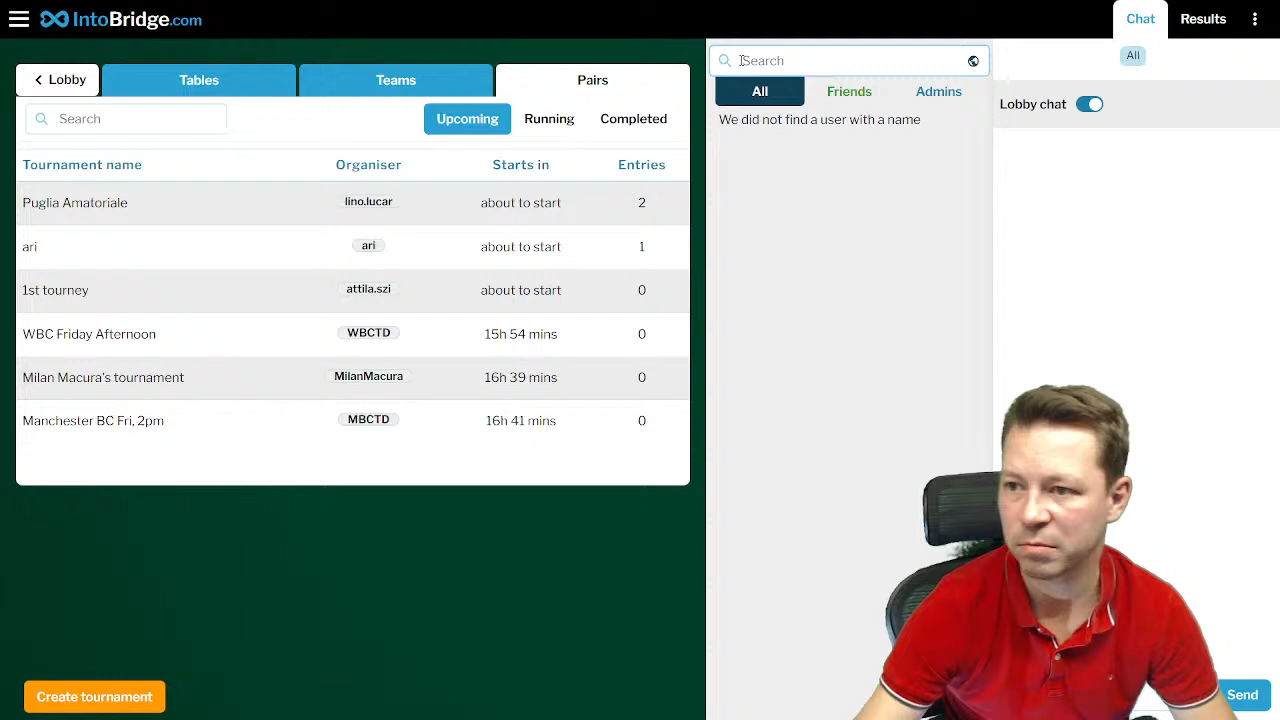 IntoBridge.com
Chat
Results
Lobby
Tables
Teams
Pairs
Search
All
Search
Upcoming
Running
Completed
All
Friends
Admins
Lobby chat
We did not find a user with a name
Tournament name
Organiser
Starts in
Entries
Puglia Amatoriale
lino.lucar
about to start
2
ari
ari
about to start
1
1st tourney
attila.szi
about to start
0
WBC Friday Afternoon
WBCTD
15h 54 mins
0
Milan Macura's tournament
MilanMacura
16h 39 mins
0
Manchester BC Fri, 2pm
MBCTD
16h 41 mins
0
Create tournament
Send